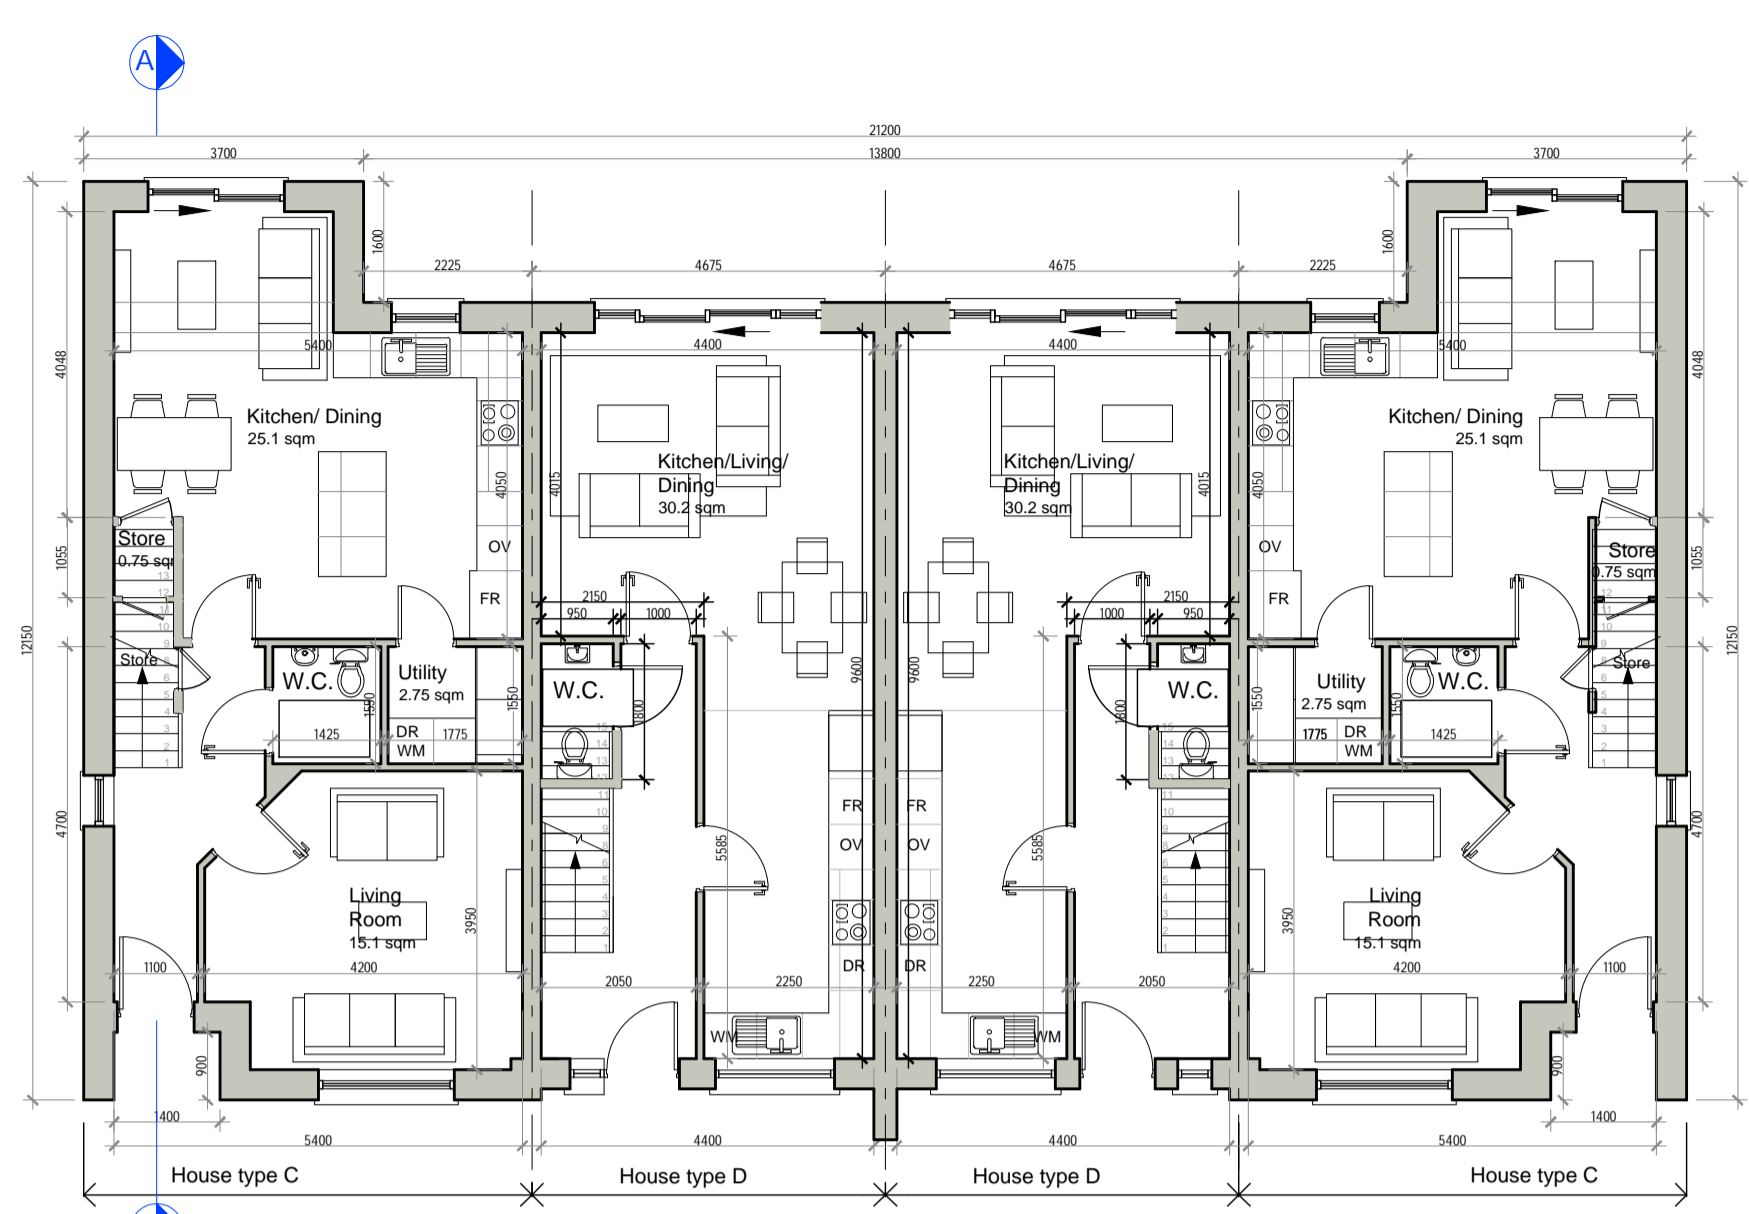 A
21200
3700
13800
3700
1600
1600
2225
4675
4675
2225
5400
4400
4400
5400
4048
4048
Kitchen/ Dining
25.1 sqm
Kitchen/Living/
Dining
30.2 sqm
Kitchen/Living/
Dining
30.2 sqm
Kitchen/ Dining
25.1 sqm
4050
4015
4015
4050
OV
OV
Store
0.75 sqm
Store
0.75 sqm
1055
1055
FR
FR
2150
950
1000
2150
1000
950
12150
12150
Store
W.C.
1550
Utility
2.75 sqm
1550
DR
WM
1425
1775
W.C.
1800
9600
9600
W.C.
1800
1550
Utility
2.75 sqm
1775
DR
WM
W.C.
1550
1425
Store
4700
4700
FR
OV
DR
WM
FR
OV
DR
WM
5585
5585
Living
Room
15.1 sqm
3950
Living
Room
15.1 sqm
3950
1100
4200
2050
2250
2250
2050
4200
1100
900
900
1400
1400
5400
4400
4400
5400
House type C
House type D
House type D
House type C